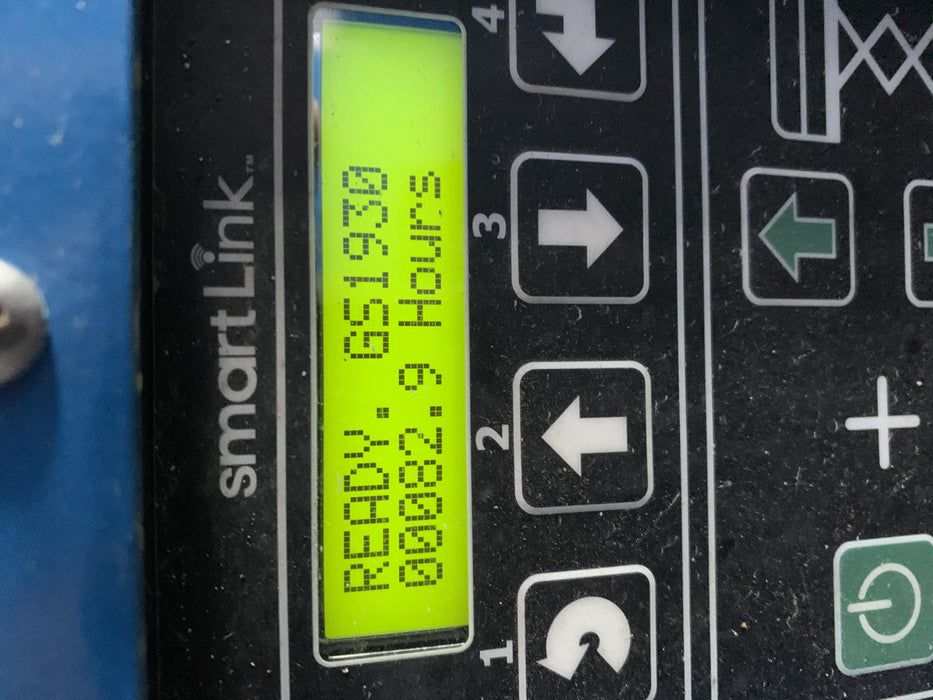 smartLink™
READY. GS1930
00082.9 Hours
1 2 3 4